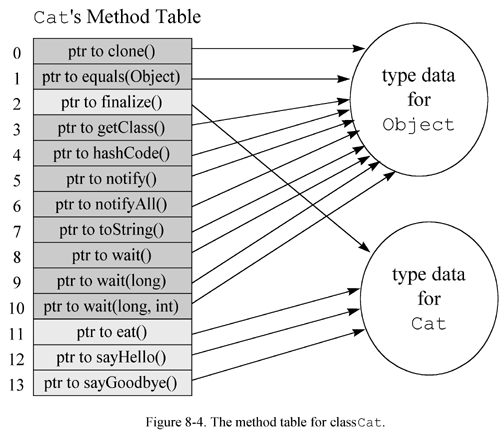 Cat's Method Table
0 ptr to clone()
1 ptr to equals(Object)
2 ptr to finalize()
3 ptr to getClass()
4 ptr to hashCode()
5 ptr to notify()
6 ptr to notifyAll()
7 ptr to toString()
8 ptr to wait()
9 ptr to wait(long)
10 ptr to wait(long, int)
11 ptr to eat()
12 ptr to sayHello()
13 ptr to sayGoodbye()
type data
for
Object
type data
for
Cat
Figure 8-4. The method table for classCat.